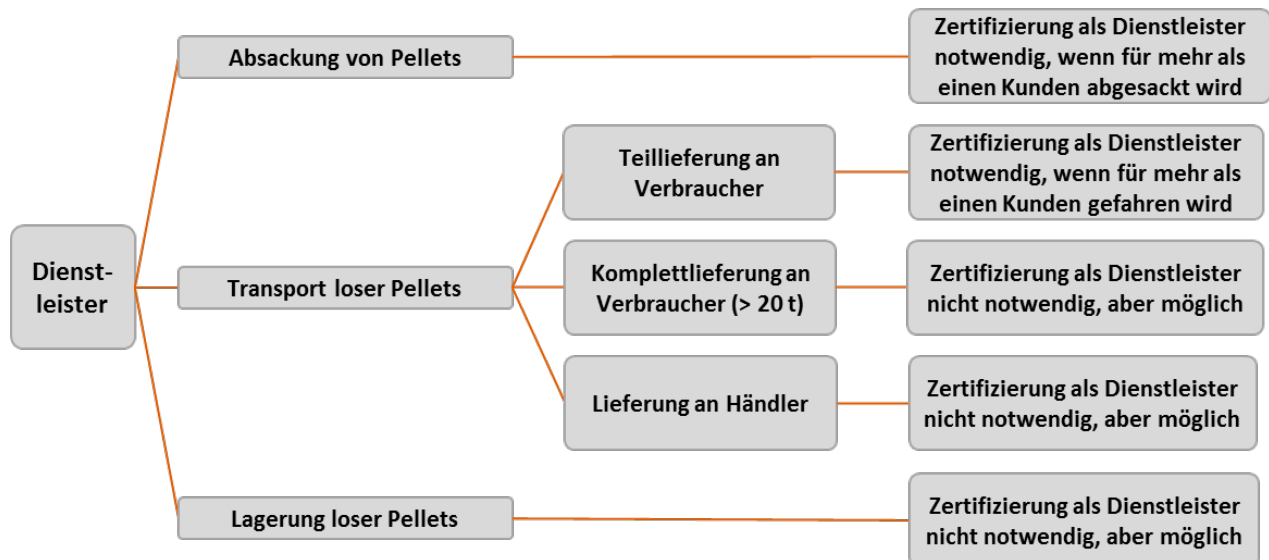 Dienst-
leister
Absackung von Pellets
Zertifizierung als Dienstleister
notwendig, wenn für mehr als
einen Kunden abgesackt wird
Transport loser Pellets
Teillieferung an
Verbraucher
Zertifizierung als Dienstleister
notwendig, wenn für mehr als
einen Kunden gefahren wird
Komplettlieferung an
Verbraucher (> 20 t)
Zertifizierung als Dienstleister
nicht notwendig, aber möglich
Lieferung an Händler
Zertifizierung als Dienstleister
nicht notwendig, aber möglich
Lagerung loser Pellets
Zertifizierung als Dienstleister
nicht notwendig, aber möglich